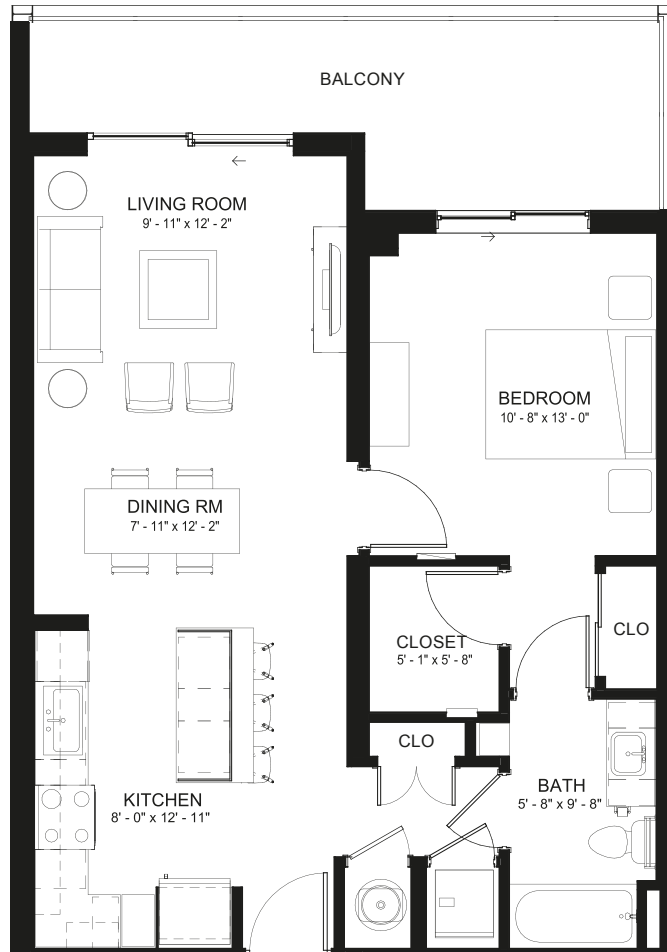 BALCONY
LIVING ROOM
9' - 11" x 12' - 2"
BEDROOM
10' - 8" x 13' - 0"
DINING RM
7' - 11" x 12' - 2"
CLO
CLOSET
5' - 1" x 5' - 8"
CLO
BATH
5' - 8" x 9' - 8"
KITCHEN
8' - 0" x 12' - 11"